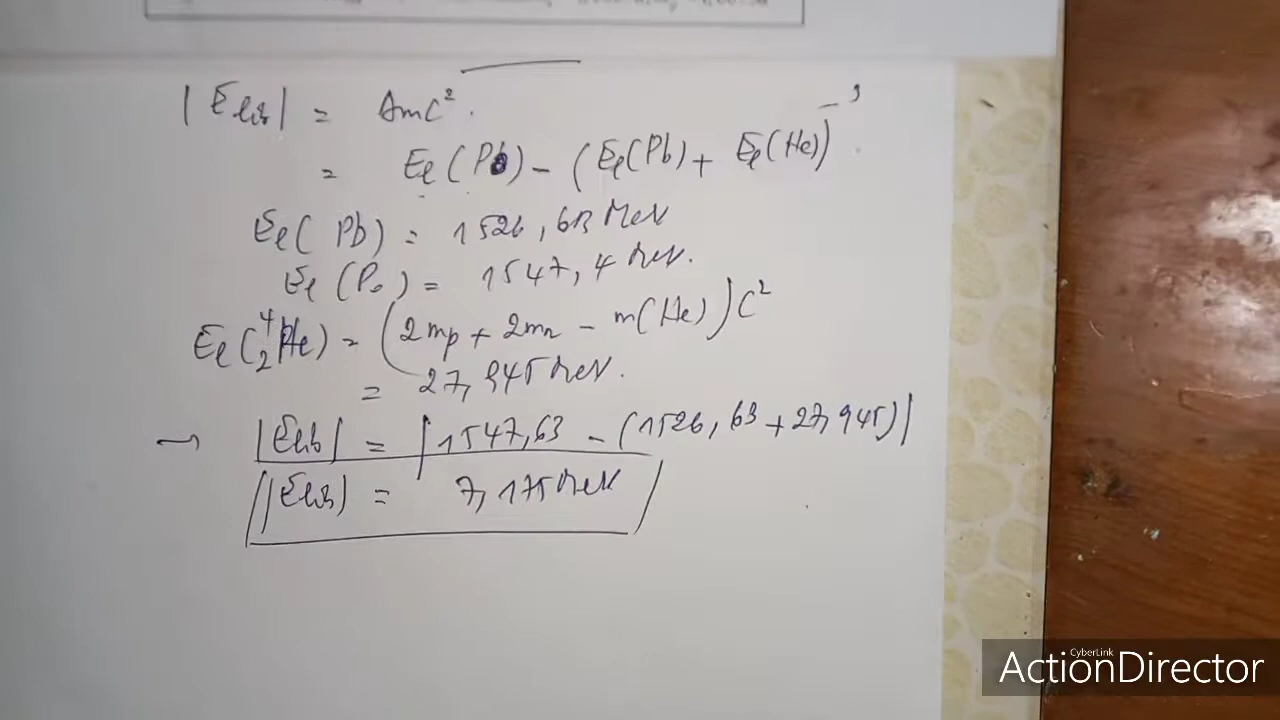 |Elib| = ΔmC².
= El(Po) - (El(Pb) + El(He))
El(Pb) = 1526,63 MeV
El(Po) = 1547,4 MeV.
El(⁴₂He) = (2mp + 2mn - m(He))C²
= 27,945 MeV.
→ |Elib| = |1547,63 - (1526,63 + 27,945)|
|Elib| = 7,175 MeV
CyberLink
ActionDirector